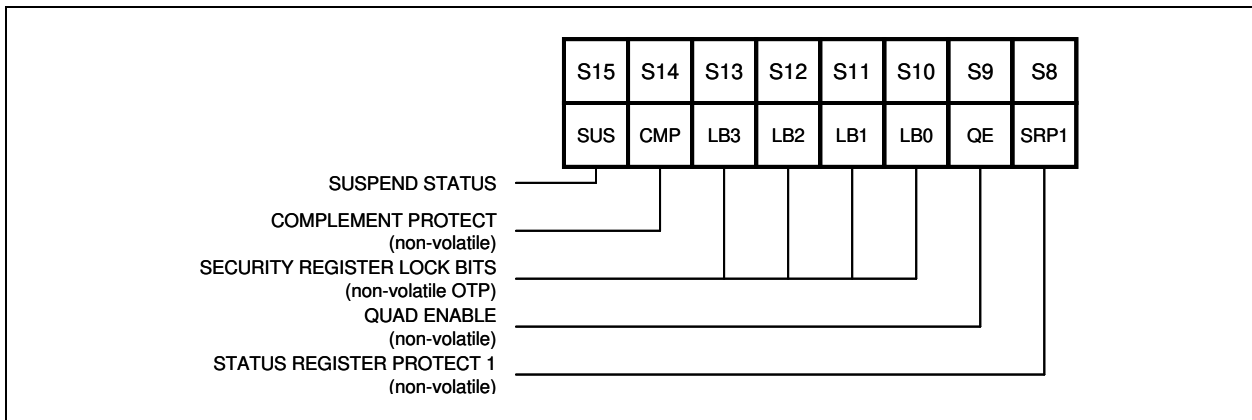 S15 S14 S13 S12 S11 S10 S9 S8
SUS CMP LB3 LB2 LB1 LB0 QE SRP1
SUSPEND STATUS
COMPLEMENT PROTECT
(non-volatile)
SECURITY REGISTER LOCK BITS
(non-volatile OTP)
QUAD ENABLE
(non-volatile)
STATUS REGISTER PROTECT 1
(non-volatile)